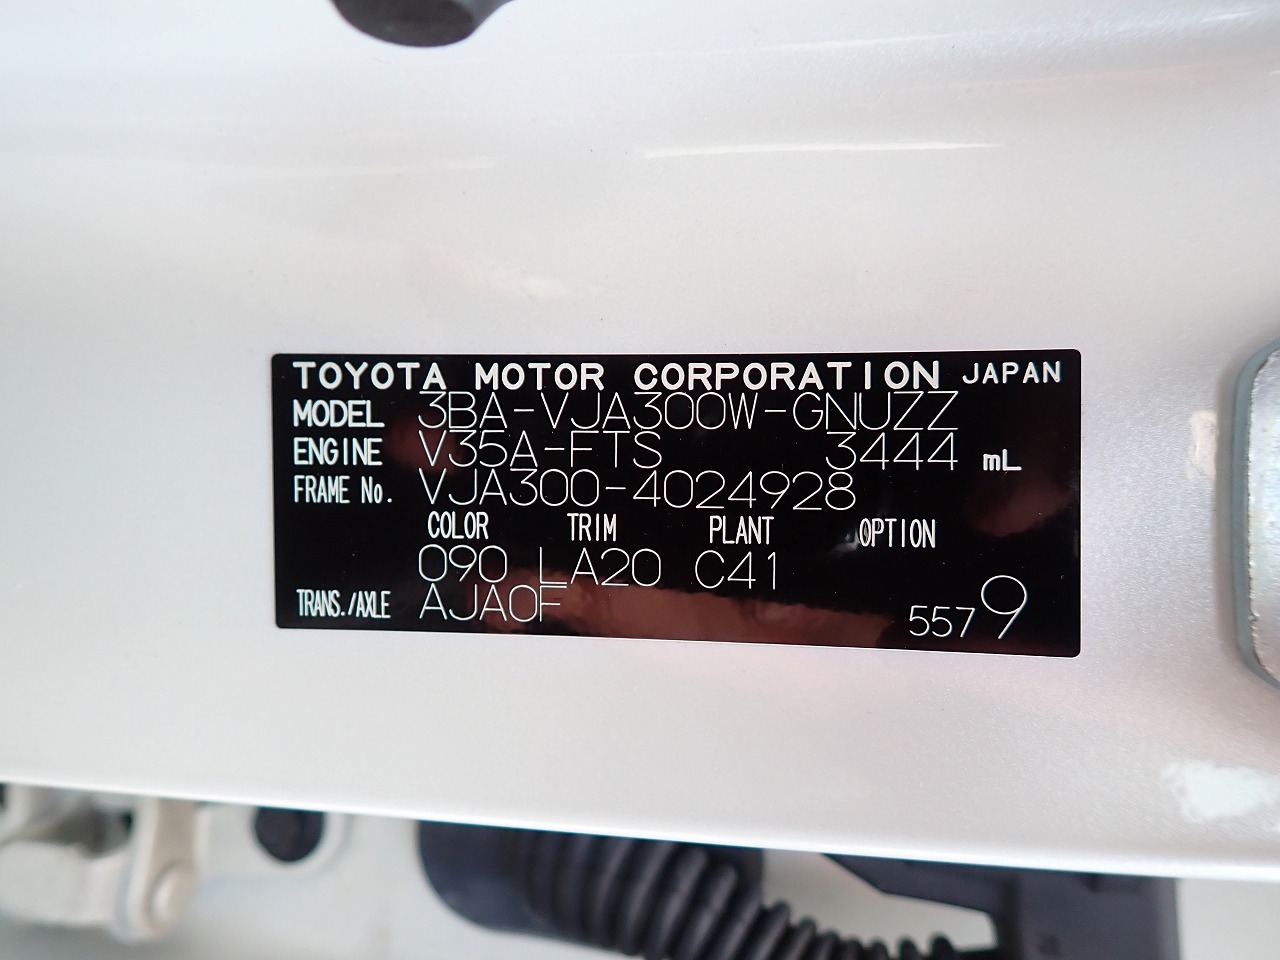 TOYOTA MOTOR CORPORATION JAPAN
MODEL 3BA-VJA300W-GNUZZ
ENGINE V35A-FTS 3444 mL
FRAME No. VJA300-4024928
COLOR TRIM PLANT OPTION
090 LA20 C41
TRANS./AXLE AJA0F
5579